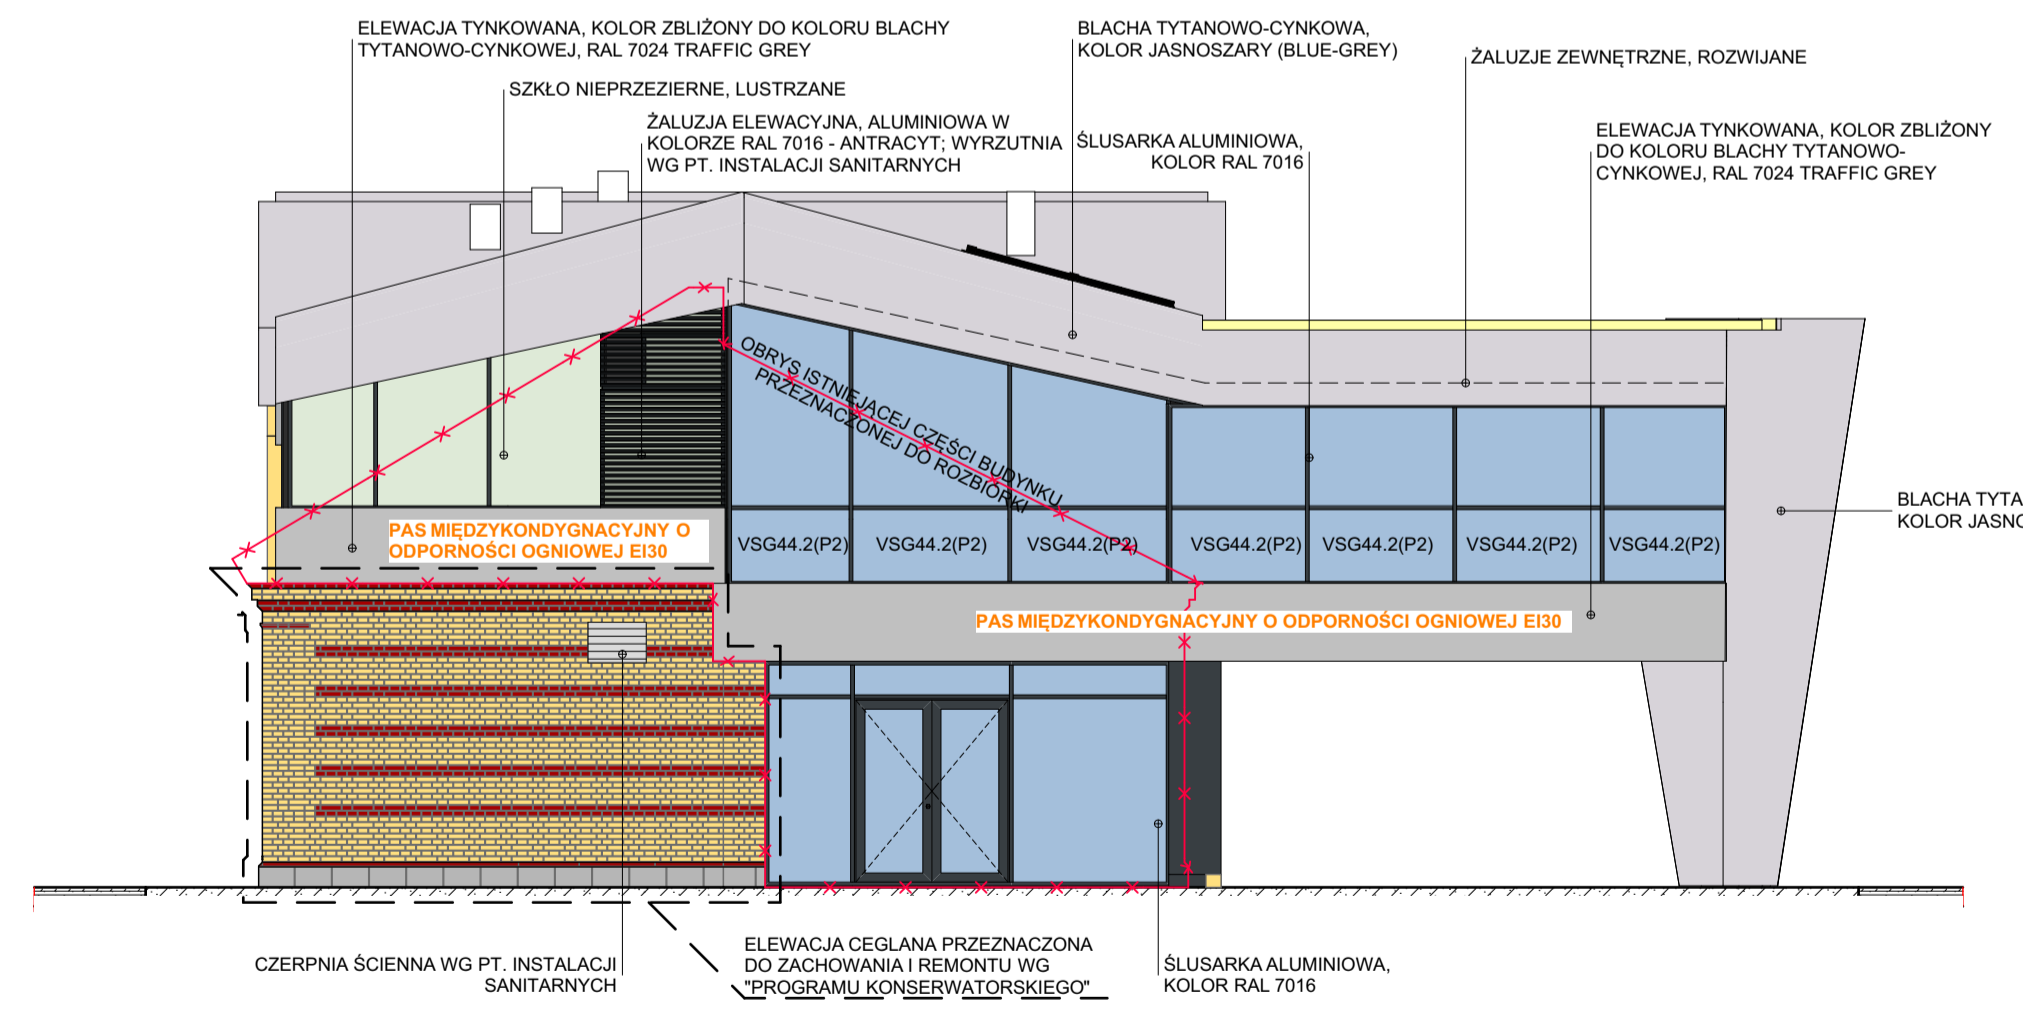 ELEWACJA TYNKOWANA, KOLOR ZBLIŻONY DO KOLORU BLACHY
TYTANOWO-CYNKOWEJ, RAL 7024 TRAFFIC GREY
BLACHA TYTANOWO-CYNKOWA,
KOLOR JASNOSZARY (BLUE-GREY)
ŻALUZJE ZEWNĘTRZNE, ROZWIJANE
SZKŁO NIEPRZEZIERNE, LUSTRZANE
ŻALUZJA ELEWACYJNA, ALUMINIOWA W
KOLORZE RAL 7016 - ANTRACYT; WYRZUTNIA
WG PT. INSTALACJI SANITARNYCH
ŚLUSARKA ALUMINIOWA,
KOLOR RAL 7016
ELEWACJA TYNKOWANA, KOLOR ZBLIŻONY
DO KOLORU BLACHY TYTANOWO-
CYNKOWEJ, RAL 7024 TRAFFIC GREY
OBRYS ISTNIEJACEJ CZĘŚCI BUDYNKU
PRZEZNACZONEJ DO ROZBIÓRKI
BLACHA TYTA
KOLOR JASNO
PAS MIĘDZYKONDYGNACYJNY O
ODPORNOŚCI OGNIOWEJ EI30
VSG44.2(P2)
VSG44.2(P2)
VSG44.2(P2)
VSG44.2(P2)
VSG44.2(P2)
VSG44.2(P2)
VSG44.2(P2)
PAS MIĘDZYKONDYGNACYJNY O ODPORNOŚCI OGNIOWEJ EI30
CZERPNIA ŚCIENNA WG PT. INSTALACJI
SANITARNYCH
ELEWACJA CEGLANA PRZEZNACZONA
DO ZACHOWANIA I REMONTU WG
"PROGRAMU KONSERWATORSKIEGO"
ŚLUSARKA ALUMINIOWA,
KOLOR RAL 7016